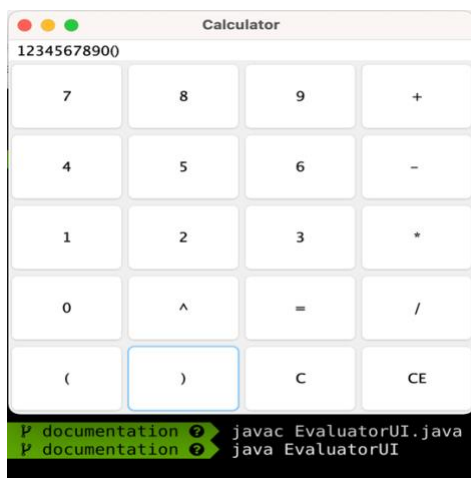 Calculator
1234567890()
7 8 9 +
4 5 6 -
1 2 3 *
0 ^ = /
( ) C CE
documentation ? javac EvaluatorUI.java
documentation ? java EvaluatorUI